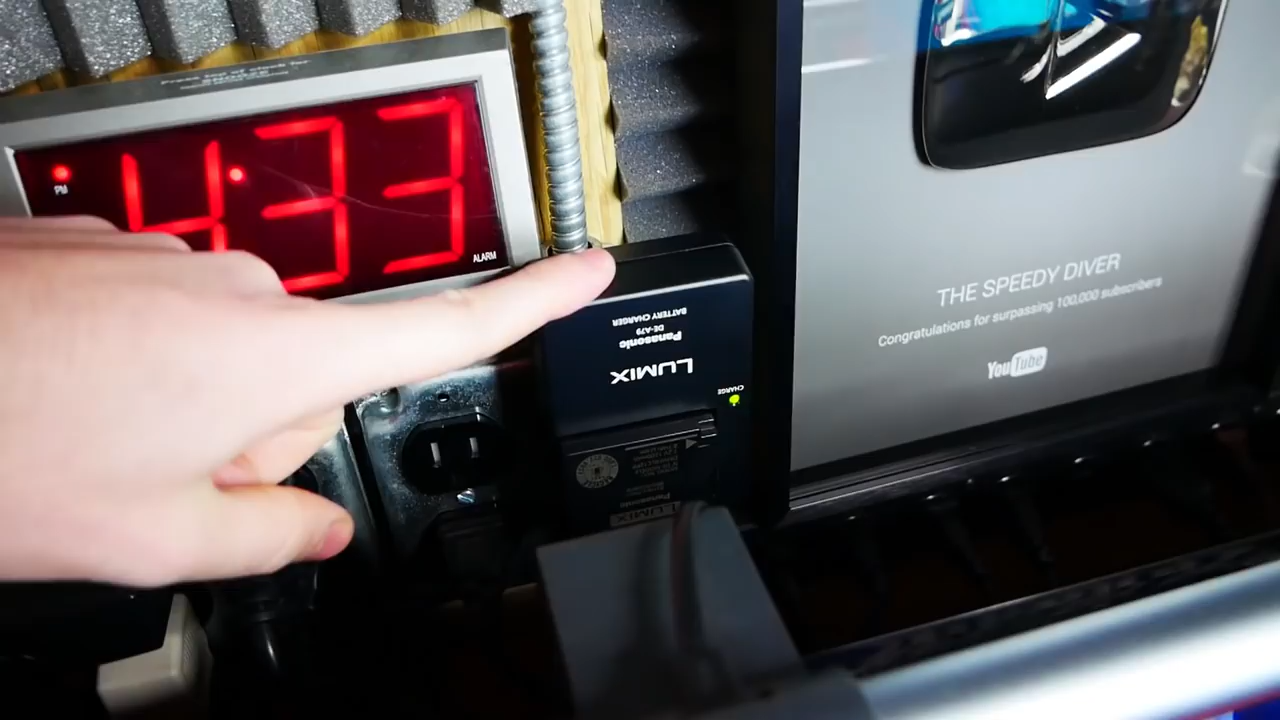 4:33
PM
ALARM
BATTERY CHARGER
DE-A79
Panasonic
LUMIX
CHARGE
Panasonic
LUMIX
THE SPEEDY DIVER
Congratulations for surpassing 100,000 subscribers
YouTube